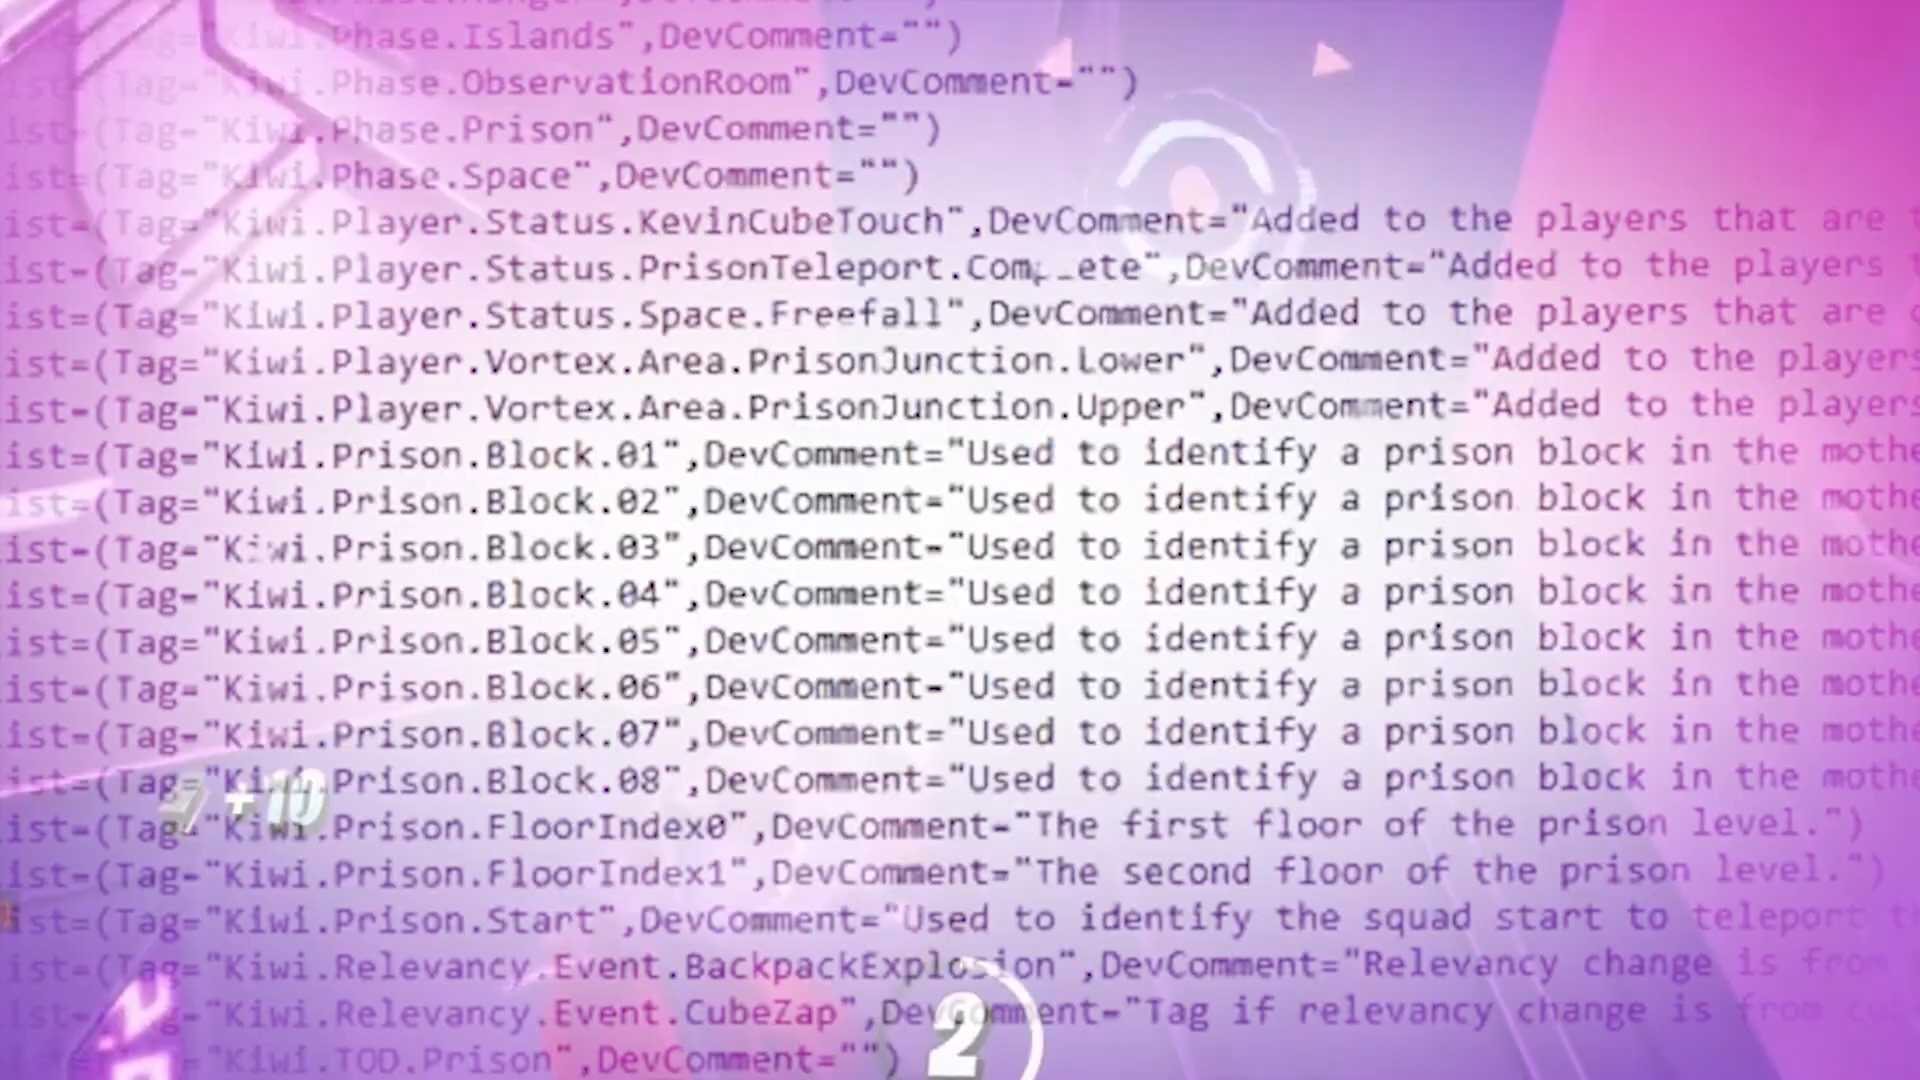 Kiwi.Phase.Islands",DevComment="")
ist=(Tag="Kiwi.Phase.ObservationRoom",DevComment="")
ist=(Tag="Kiwi.Phase.Prison",DevComment="")
ist=(Tag="Kiwi.Phase.Space",DevComment="")
ist=(Tag="Kiwi.Player.Status.KevinCubeTouch",DevComment="Added to the players that are
ist=(Tag="Kiwi.Player.Status.PrisonTeleport.Complete",DevComment="Added to the players
ist=(Tag="Kiwi.Player.Status.Space.Freefall",DevComment="Added to the players that are
ist=(Tag="Kiwi.Player.Vortex.Area.PrisonJunction.Lower",DevComment="Added to the players
ist=(Tag="Kiwi.Player.Vortex.Area.PrisonJunction.Upper",DevComment="Added to the players
ist=(Tag="Kiwi.Prison.Block.01",DevComment="Used to identify a prison block in the mothe
ist=(Tag="Kiwi.Prison.Block.02",DevComment="Used to identify a prison block in the mothe
ist=(Tag="Kiwi.Prison.Block.03",DevComment="Used to identify a prison block in the mothe
ist=(Tag="Kiwi.Prison.Block.04",DevComment="Used to identify a prison block in the mothe
ist=(Tag="Kiwi.Prison.Block.05",DevComment="Used to identify a prison block in the mothe
ist=(Tag="Kiwi.Prison.Block.06",DevComment="Used to identify a prison block in the mothe
ist=(Tag="Kiwi.Prison.Block.07",DevComment="Used to identify a prison block in the mothe
ist=(Tag="Kiwi.Prison.Block.08",DevComment="Used to identify a prison block in the mothe
+10
ist=(Tag="Kiwi.Prison.FloorIndex0",DevComment="The first floor of the prison level.")
ist=(Tag="Kiwi.Prison.FloorIndex1",DevComment="The second floor of the prison level.")
ist=(Tag="Kiwi.Prison.Start",DevComment="Used to identify the squad start to teleport
ist=(Tag="Kiwi.Relevancy.Event.BackpackExplosion",DevComment="Relevancy change is from
ist=(Tag="Kiwi.Relevancy.Event.CubeZap",DevComment="Tag if relevancy change is from
"Kiwi.TOD.Prison",DevComment="")
2